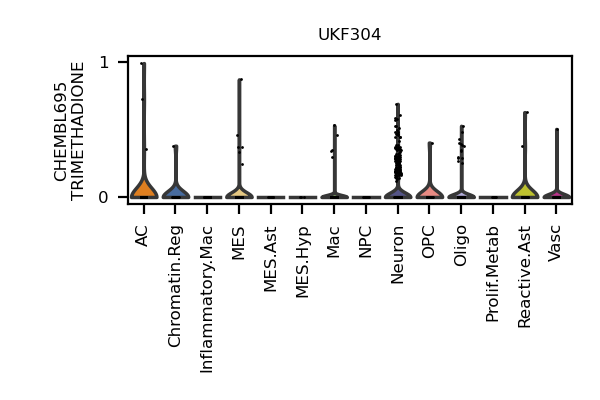 UKF304
CHEMBL695
TRIMETHADIONE
1
0
AC
Chromatin.Reg
Inflammatory.Mac
MES
MES.Ast
MES.Hyp
Mac
NPC
Neuron
OPC
Oligo
Prolif.Metab
Reactive.Ast
Vasc